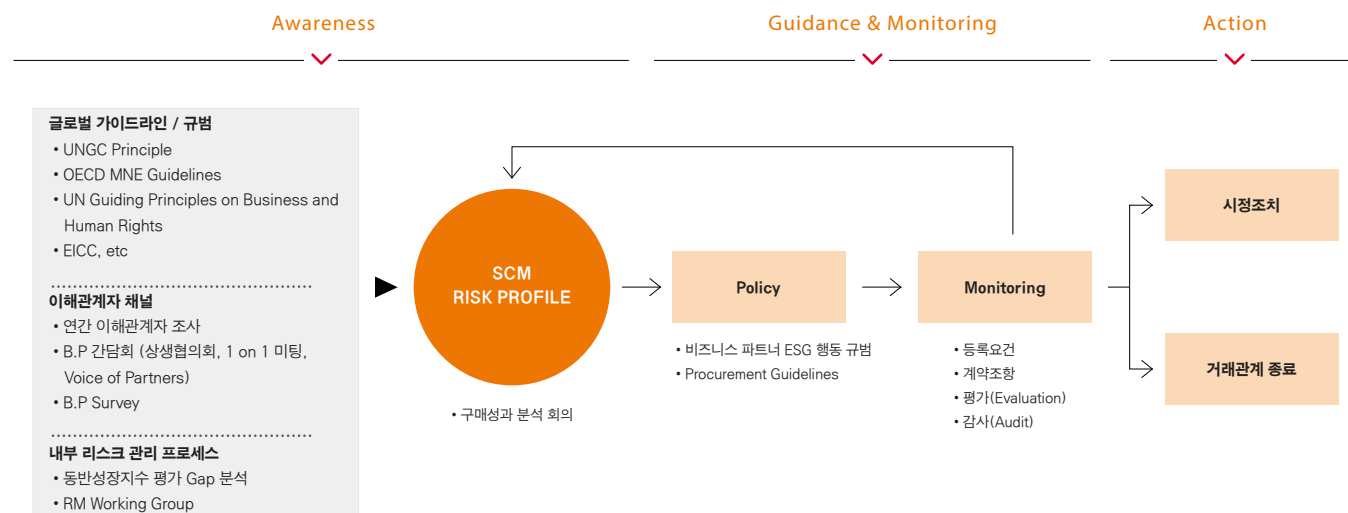 Awareness
Guidance & Monitoring
Action
글로벌 가이드라인 / 규범
• UNGC Principle
• OECD MNE Guidelines
• UN Guiding Principles on Business and
Human Rights
• EICC, etc
이해관계자 채널
• 연간 이해관계자 조사
• B.P 간담회 (상생협의회, 1 on 1 미팅,
Voice of Partners)
• B.P Survey
내부 리스크 관리 프로세스
• 동반성장지수 평가 Gap 분석
• RM Working Group
SCM
RISK PROFILE
• 구매성과 분석 회의
Policy
• 비즈니스 파트너 ESG 행동 규범
• Procurement Guidelines
Monitoring
• 등록요건
• 계약조항
• 평가(Evaluation)
• 감사(Audit)
시정조치
거래관계 종료